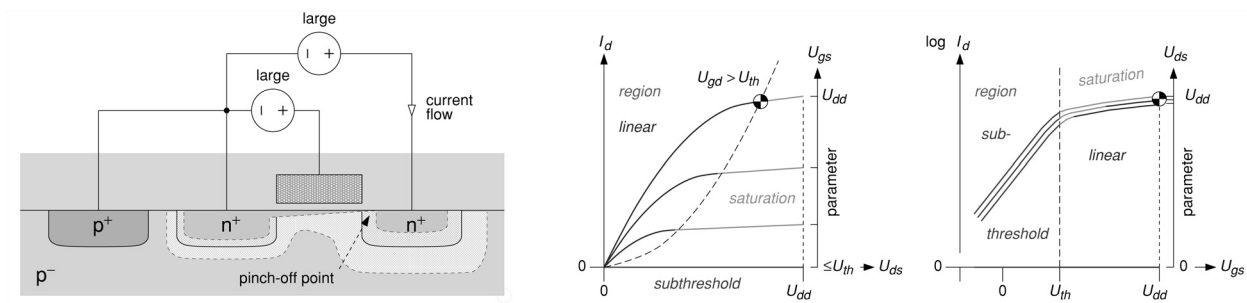 large
large
current
flow
p+
n+
n+
p−
pinch-off point
Id
Ugs
Ugd > Uth
Udd
region
linear
saturation
parameter
0
≤Uth
Uds
0
subthreshold
Udd
log Id
Uds
saturation
Udd
region
sub-
linear
threshold
parameter
0
0
Ugs
0
Uth
Udd